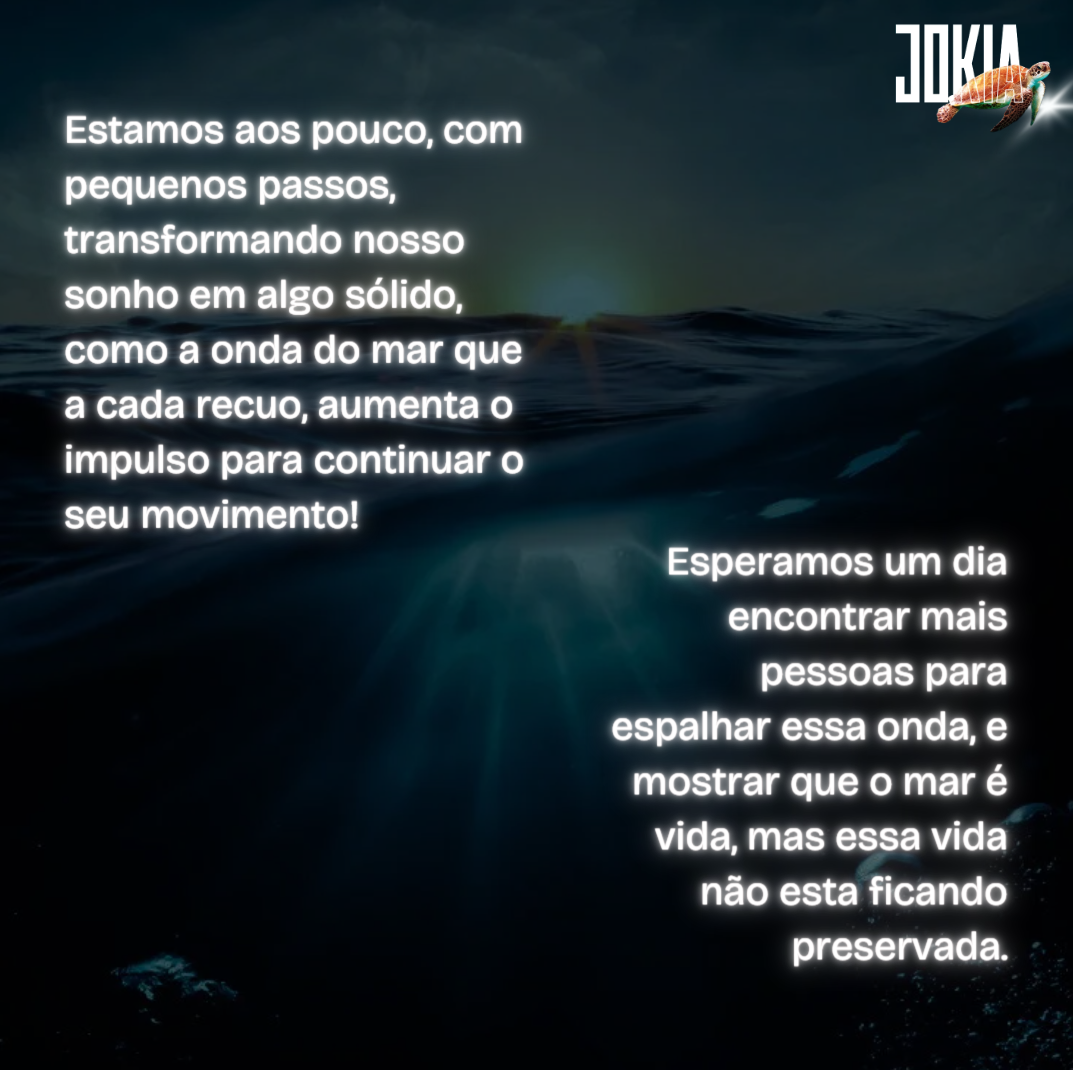 JOKIA
Estamos aos pouco, com
pequenos passos,
transformando nosso
sonho em algo sólido,
como a onda do mar que
a cada recuo, aumenta o
impulso para continuar o
seu movimento!
Esperamos um dia
encontrar mais
pessoas para
espalhar essa onda, e
mostrar que o mar é
vida, mas essa vida
não esta ficando
preservada.